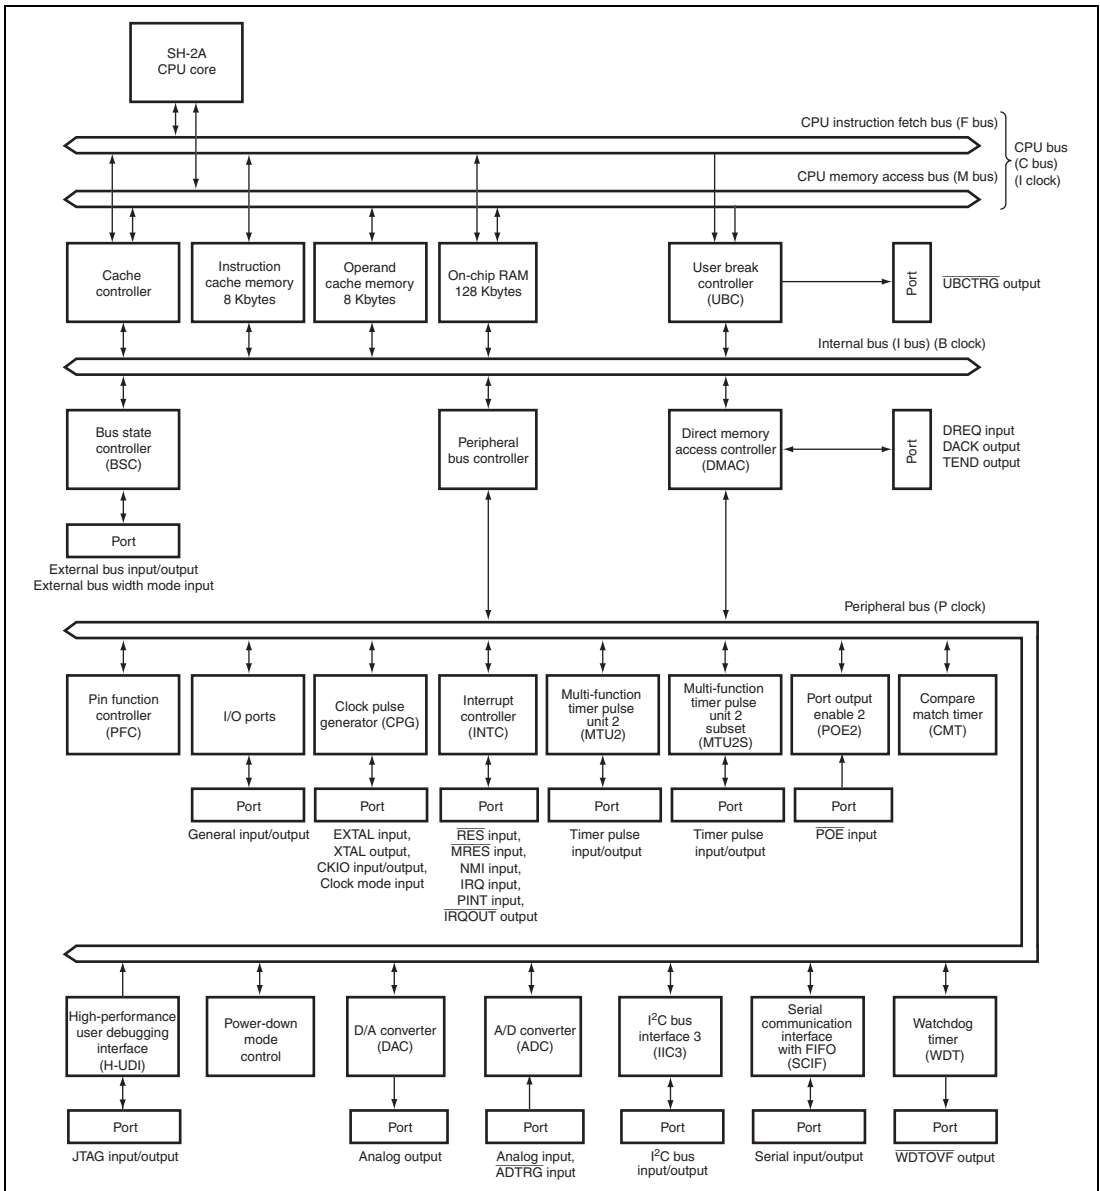 SH-2A
CPU core
CPU instruction fetch bus (F bus)
CPU bus
(C bus)
(I clock)
CPU memory access bus (M bus)
Cache
controller
Instruction
cache memory
8 Kbytes
Operand
cache memory
8 Kbytes
On-chip RAM
128 Kbytes
User break
controller
(UBC)
Port
UBCTRG output
Internal bus (I bus) (B clock)
Bus state
controller
(BSC)
Peripheral
bus controller
Direct memory
access controller
(DMAC)
Port
DREQ input
DACK output
TEND output
Port
External bus input/output
External bus width mode input
Peripheral bus (P clock)
Pin function
controller
(PFC)
I/O ports
Clock pulse
generator (CPG)
Interrupt
controller
(INTC)
Multi-function
timer pulse
unit 2
(MTU2)
Multi-function
timer pulse
unit 2
subset
(MTU2S)
Port output
enable 2
(POE2)
Compare
match timer
(CMT)
Port
General input/output
Port
EXTAL input,
XTAL output,
CKIO input/output,
Clock mode input
Port
RES input,
MRES input,
NMI input,
IRQ input,
PINT input,
IRQOUT output
Port
Timer pulse
input/output
Port
Timer pulse
input/output
Port
POE input
High-performance
user debugging
interface
(H-UDI)
Power-down
mode
control
D/A converter
(DAC)
A/D converter
(ADC)
I²C bus
interface 3
(IIC3)
Serial
communication
interface
with FIFO
(SCIF)
Watchdog
timer
(WDT)
Port
JTAG input/output
Port
Analog output
Port
Analog input,
ADTRG input
Port
I²C bus
input/output
Port
Serial input/output
Port
WDTOVF output